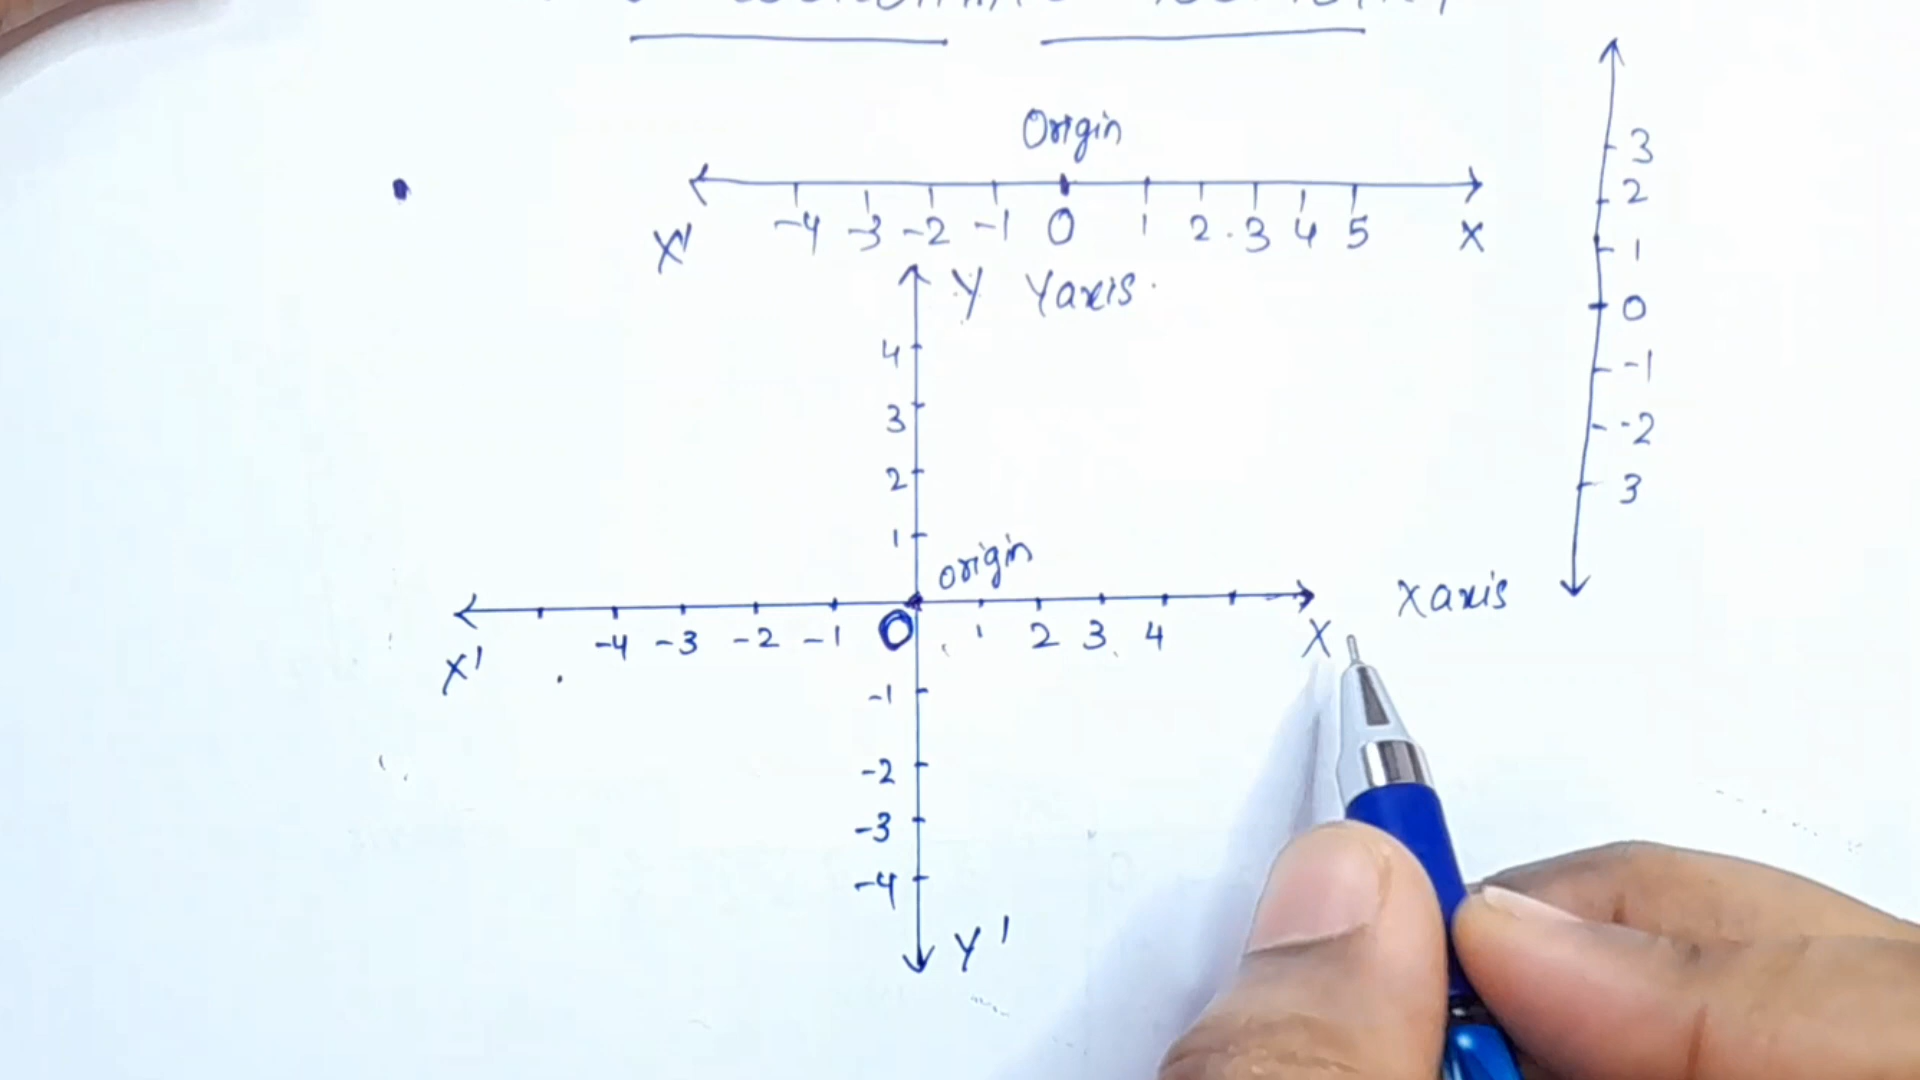 Origin
-4 -3 -2 -1 0 1 2 3 4 5
X' X
Y Yaxis
4
3
2
1
origin
X axis
-4 -3 -2 -1 0 1 2 3 4
X' X
-1
-2
-3
-4
Y'
3
2
1
0
-1
-2
3